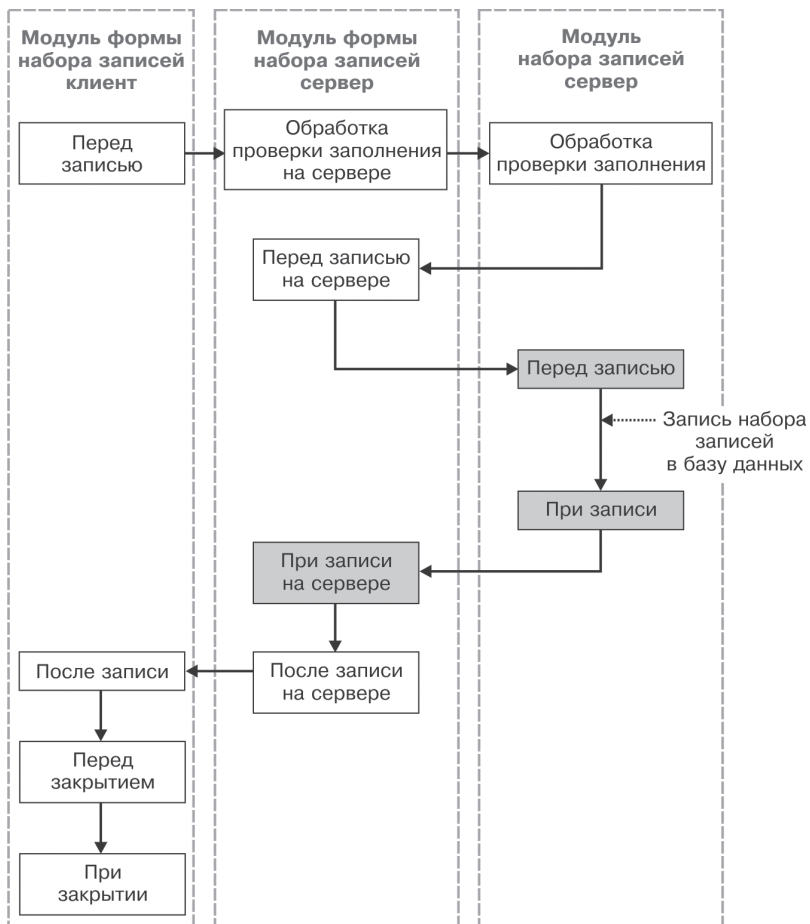 Модуль формы
набора записей
клиент
Модуль формы
набора записей
сервер
Модуль
набора записей
сервер
Перед
записью
Обработка
проверки заполнения
на сервере
Обработка
проверки заполнения
Перед записью
на сервере
Перед записью
Запись набора
записей
в базу данных
При записи
При записи
на сервере
После записи
на сервере
После записи
Перед
закрытием
При
закрытии